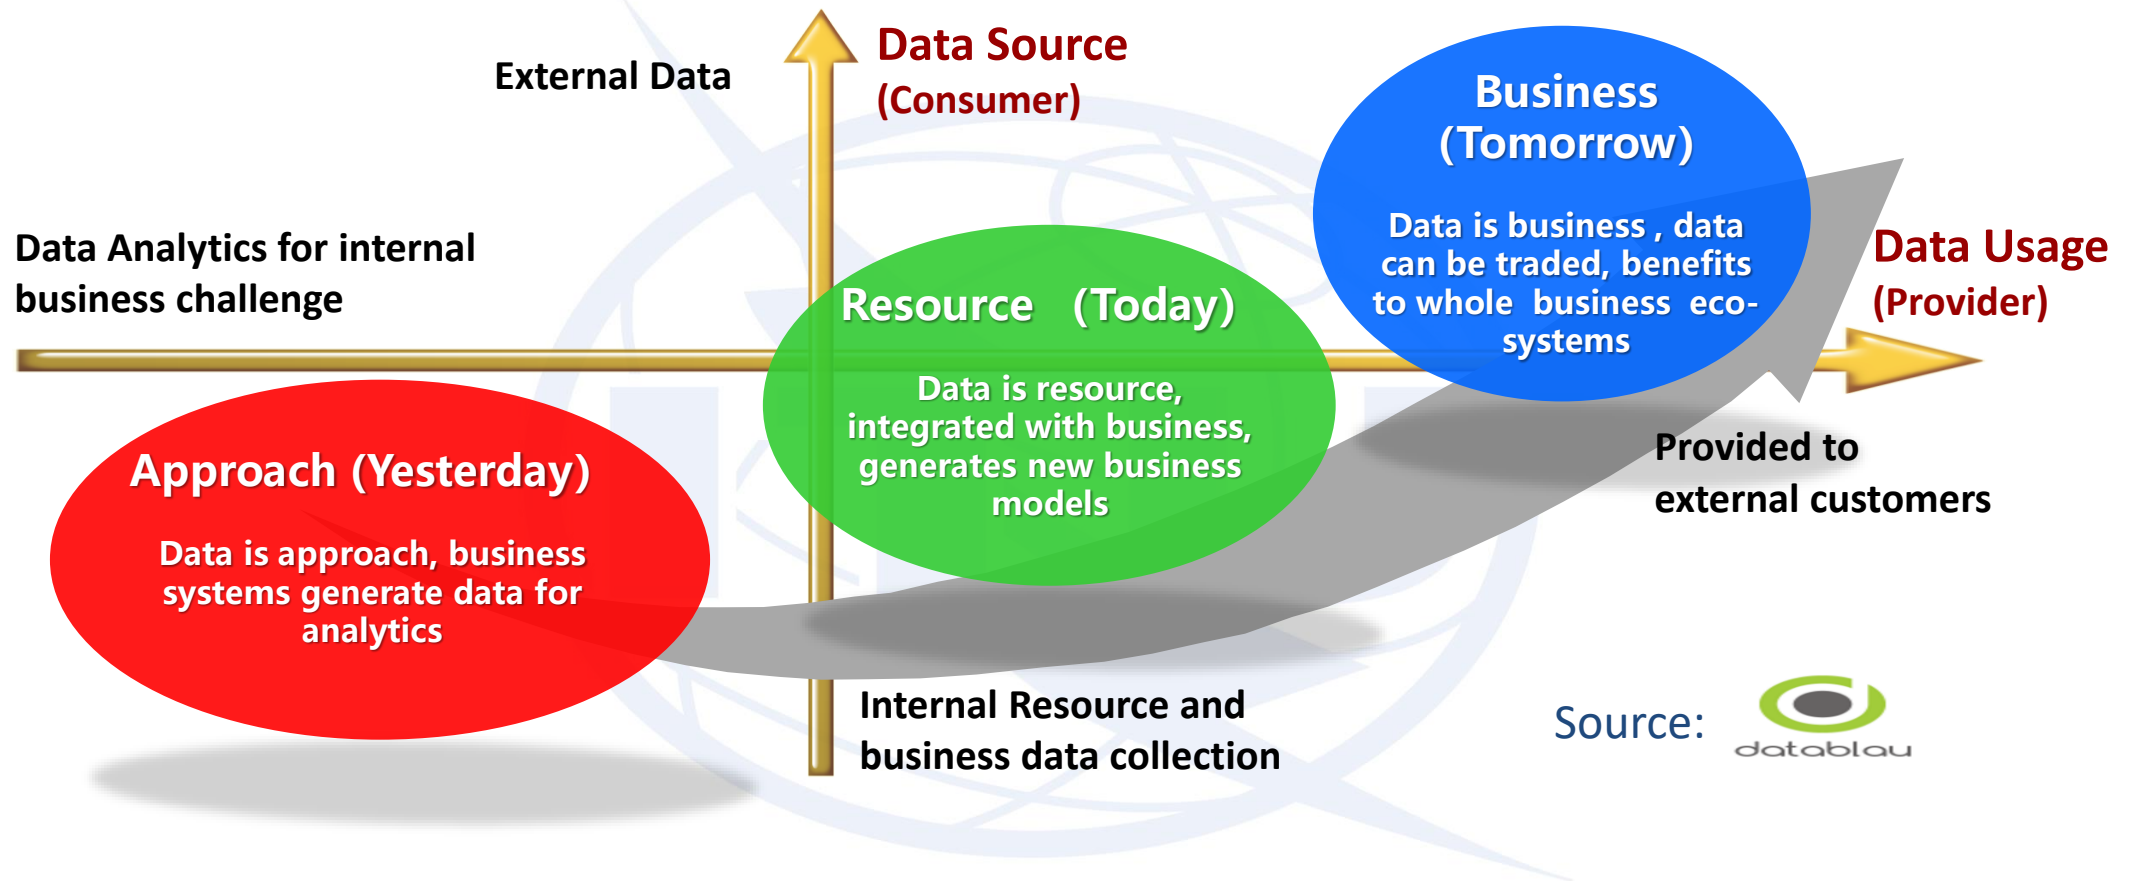 External Data
Data Source
(Consumer)
Business
(Tomorrow)
Data is business , data
can be traded, benefits
to whole business eco-
systems
Data Analytics for internal
business challenge
Data Usage
(Provider)
Resource (Today)
Data is resource,
integrated with business,
generates new business
models
Approach (Yesterday)
Data is approach, business
systems generate data for
analytics
Provided to
external customers
Internal Resource and
business data collection
Source:
datablau